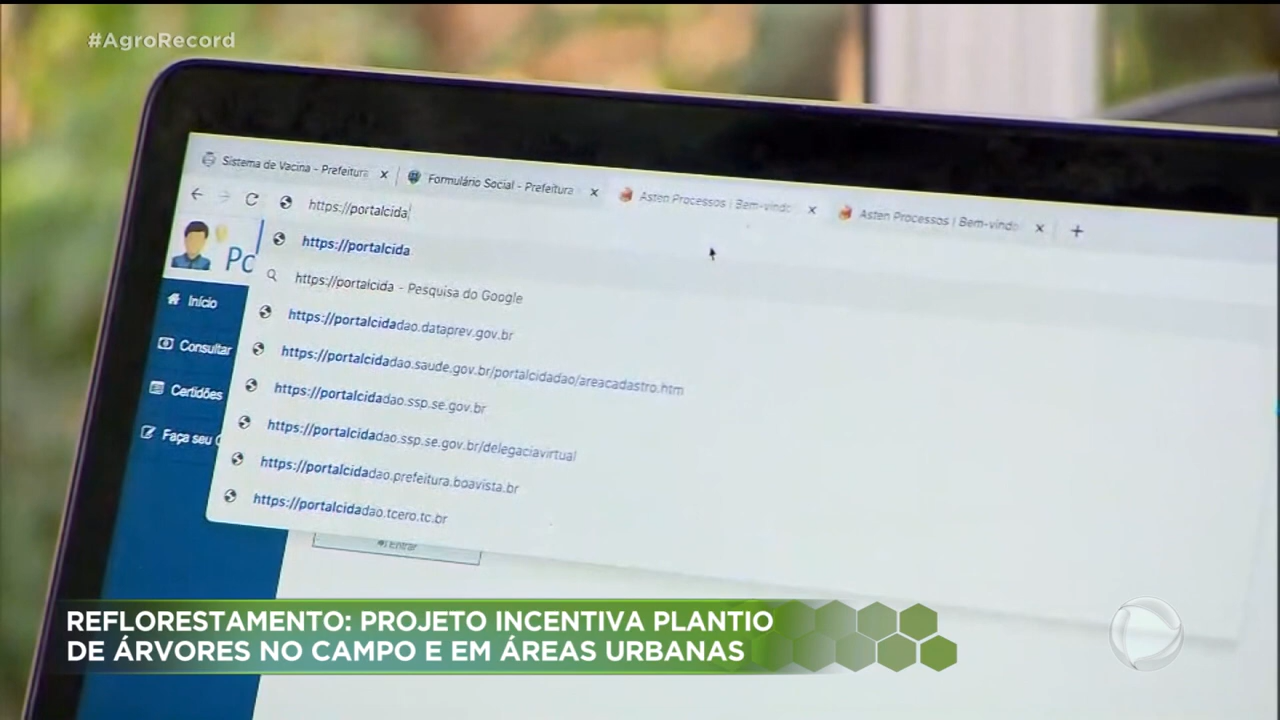 #AgroRecord
Sistema de Vacina - Prefeitura
Formulário Social - Prefeitura
Asten Processos | Bem-vindo
Asten Processos | Bem-vindo
https://portalcida
Po
https://portalcida
https://portalcida - Pesquisa do Google
Início
https://portalcidadao.dataprev.gov.br
Consultar
https://portalcidadao.saude.gov.br/portalcidadao/areacadastro.htm
Certidões
https://portalcidadao.ssp.se.gov.br
Faça seu
https://portalcidadao.ssp.se.gov.br/delegaciavirtual
https://portalcidadao.prefeitura.boavista.br
https://portalcidadao.tcero.tc.br
Entrar
REFLORESTAMENTO: PROJETO INCENTIVA PLANTIO
DE ÁRVORES NO CAMPO E EM ÁREAS URBANAS